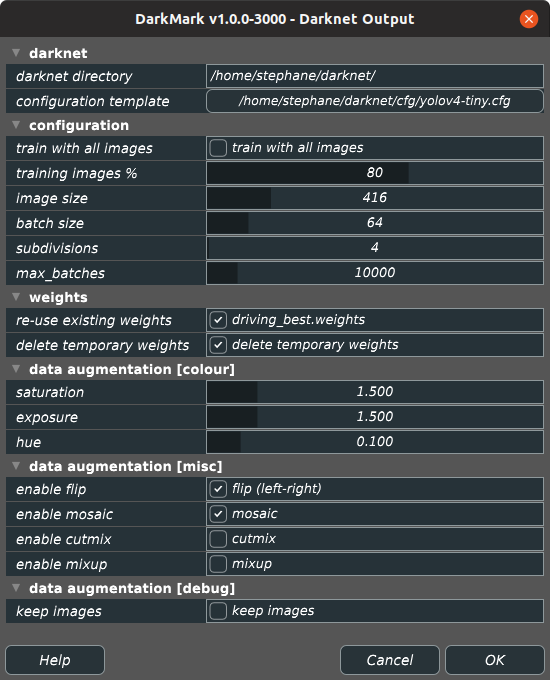 DarkMark v1.0.0-3000 - Darknet Output
darknet
darknet directory /home/stephane/darknet/
configuration template /home/stephane/darknet/cfg/yolov4-tiny.cfg
configuration
train with all images train with all images
training images % 80
image size 416
batch size 64
subdivisions 4
max_batches 10000
weights
re-use existing weights driving_best.weights
delete temporary weights delete temporary weights
data augmentation [colour]
saturation 1.500
exposure 1.500
hue 0.100
data augmentation [misc]
enable flip flip (left-right)
enable mosaic mosaic
enable cutmix cutmix
enable mixup mixup
data augmentation [debug]
keep images keep images
Help Cancel OK